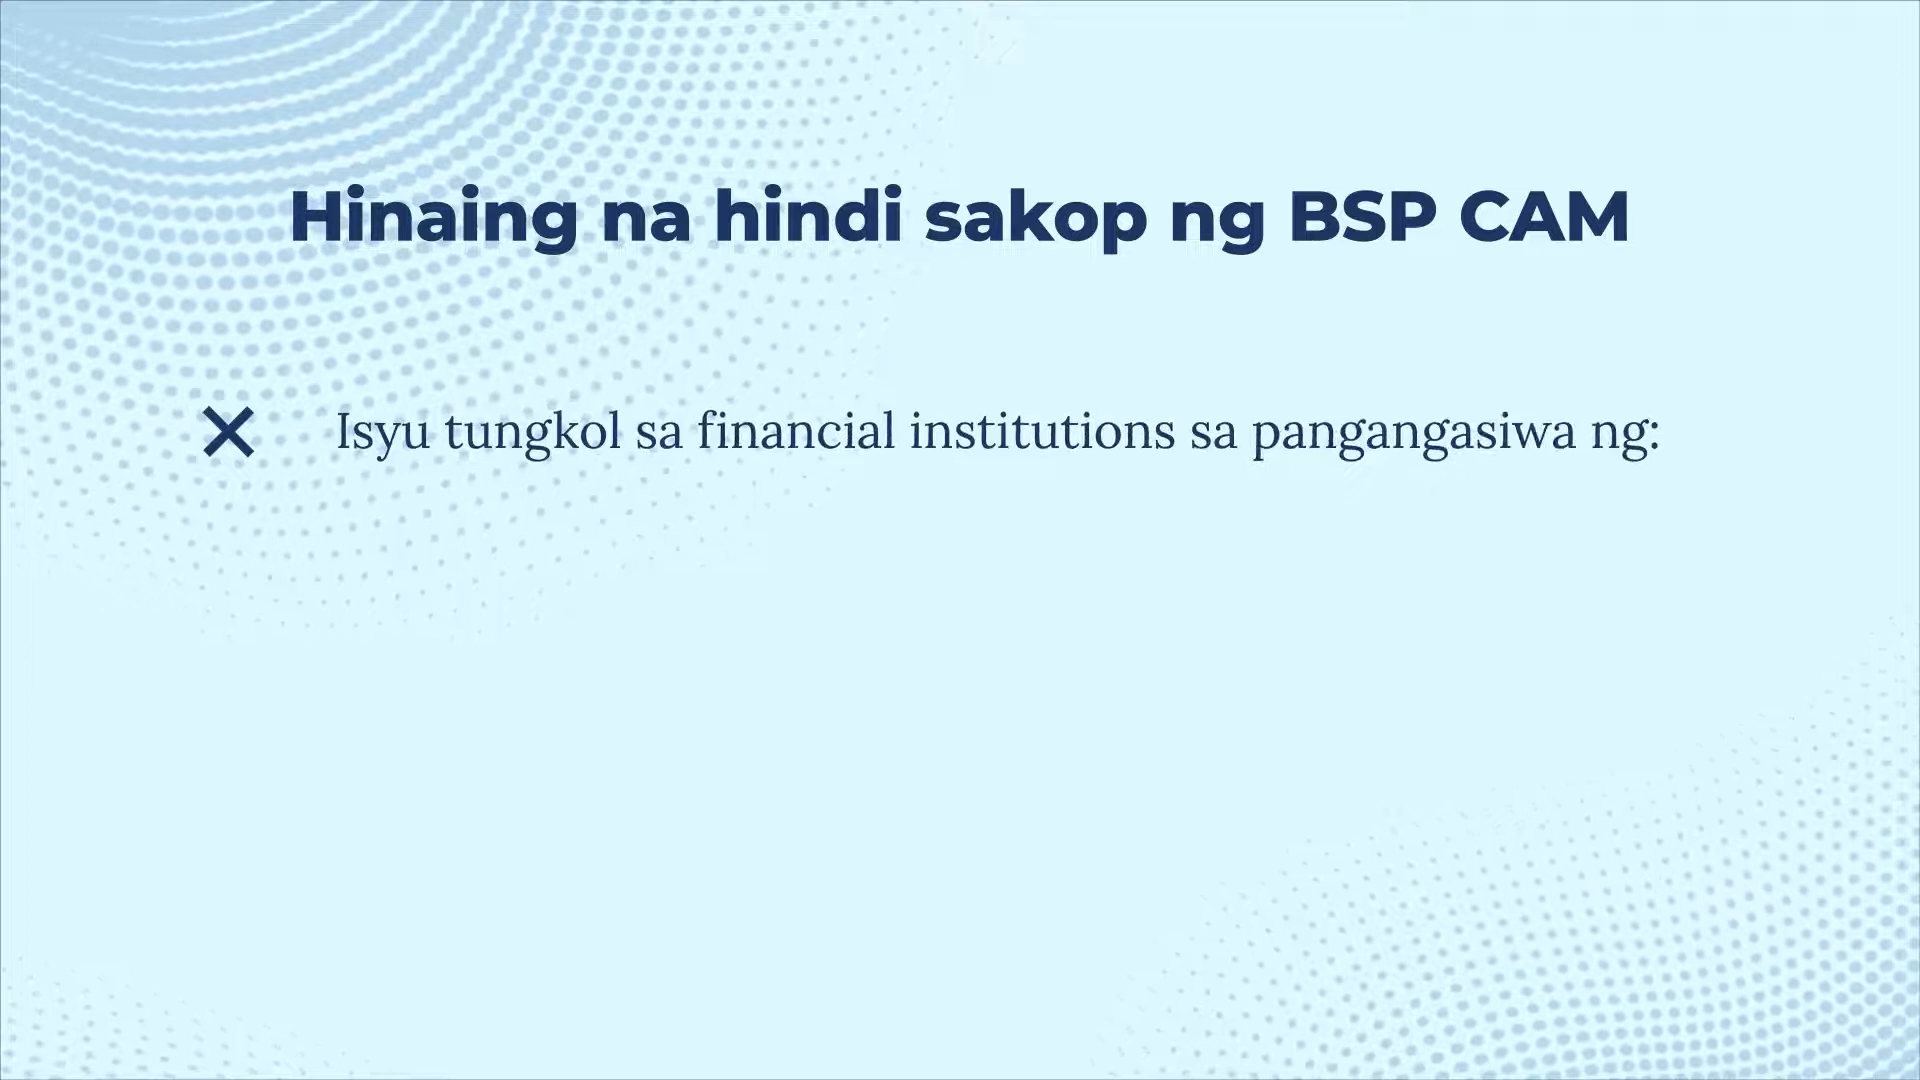 Hinaing na hindi sakop ng BSP CAM
Isyu tungkol sa financial institutions sa pangangasiwa ng: